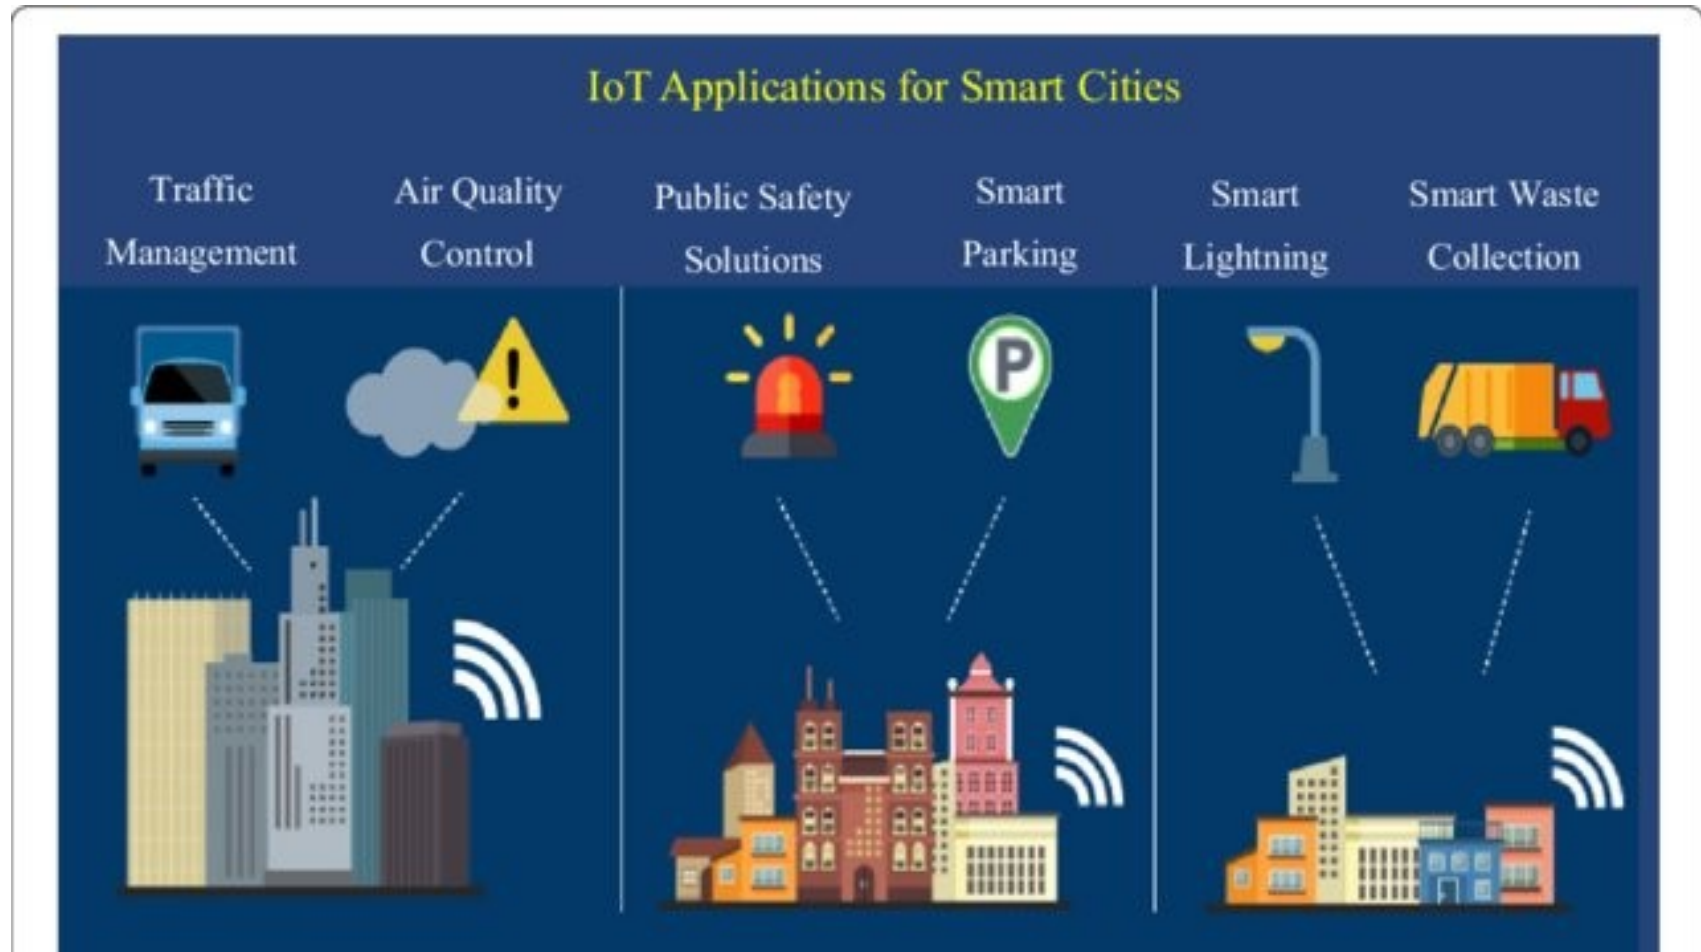 IoT Applications for Smart Cities
Traffic
Management
Air Quality
Control
Public Safety
Solutions
Smart
Parking
Smart
Lightning
Smart Waste
Collection
P